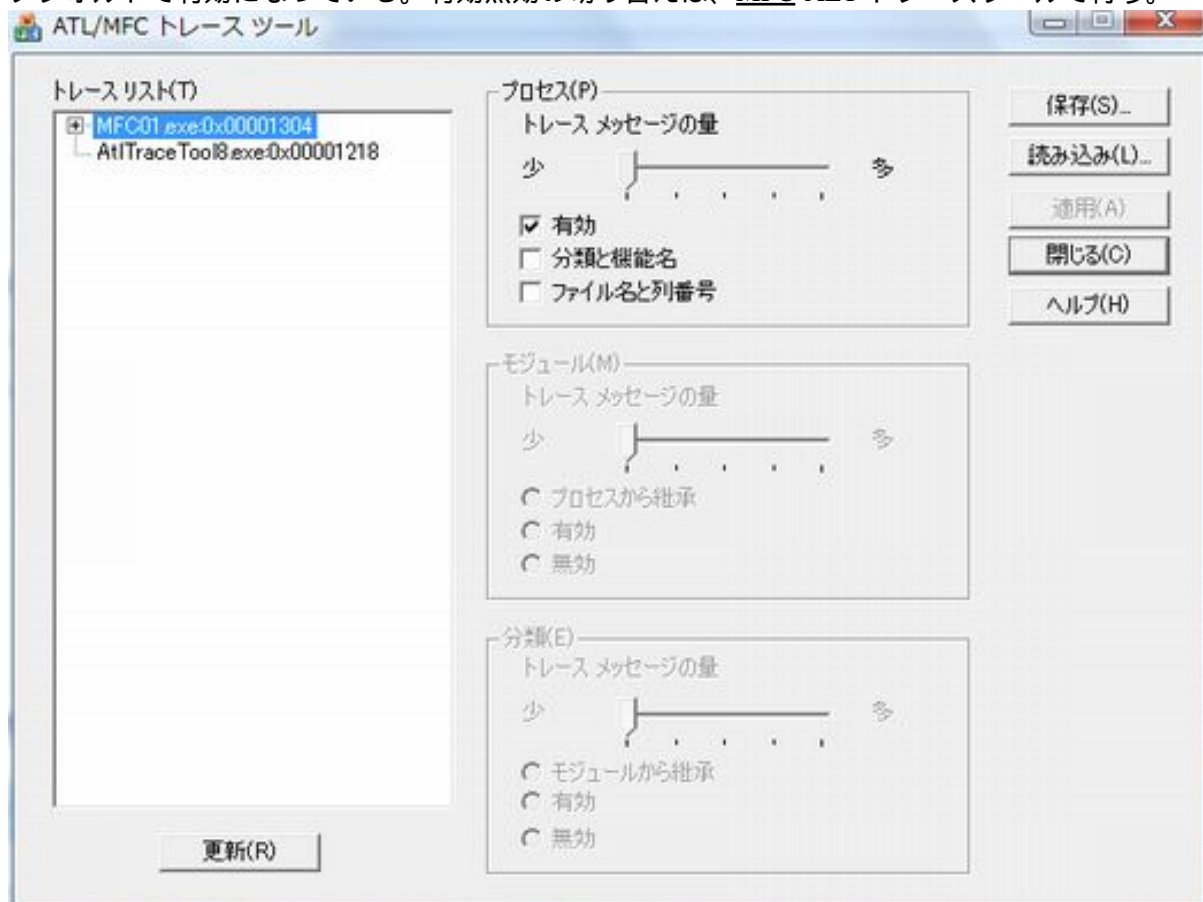 ATL/MFC トレース ツール
トレース リスト(T)
MFC01.exe:0x00001304
AtlTraceTool8.exe:0x00001218
更新(R)
プロセス(P)
トレース メッセージの量
少 多
有効
分類と機能名
ファイル名と列番号
モジュール(M)
トレース メッセージの量
少 多
プロセスから継承
有効
無効
分類(E)
トレース メッセージの量
少 多
モジュールから継承
有効
無効
保存(S)...
読み込み(L)...
適用(A)
閉じる(C)
ヘルプ(H)